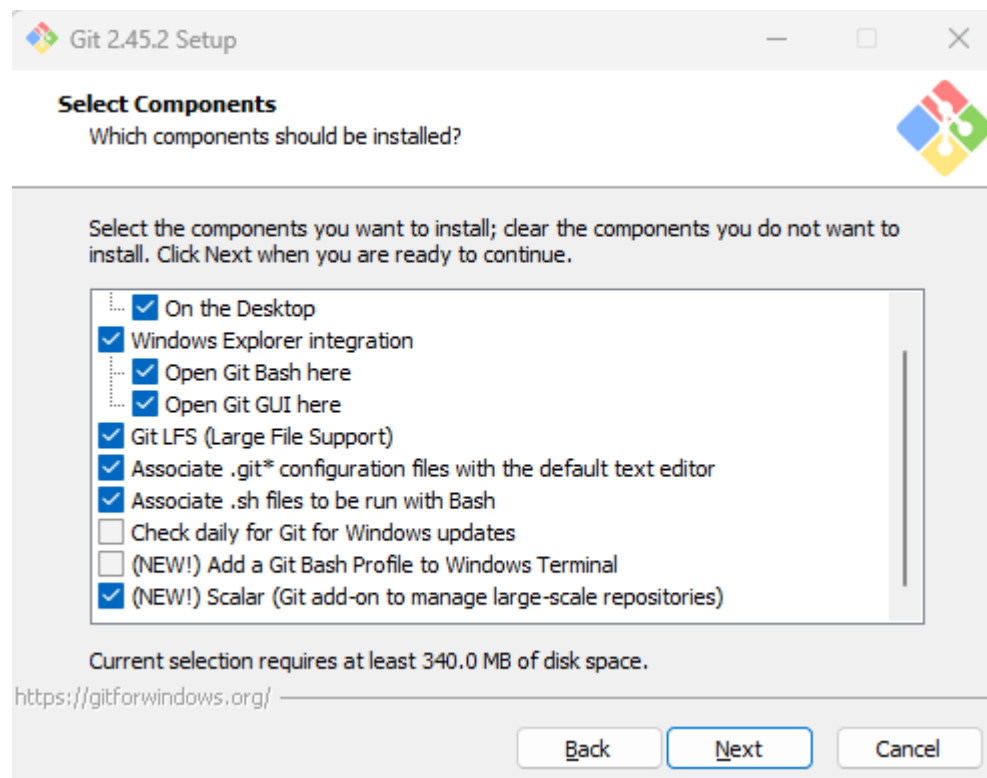 Git 2.45.2 Setup
Select Components
Which components should be installed?
Select the components you want to install; clear the components you do not want to
install. Click Next when you are ready to continue.
On the Desktop
Windows Explorer integration
Open Git Bash here
Open Git GUI here
Git LFS (Large File Support)
Associate .git* configuration files with the default text editor
Associate .sh files to be run with Bash
Check daily for Git for Windows updates
(NEW!) Add a Git Bash Profile to Windows Terminal
(NEW!) Scalar (Git add-on to manage large-scale repositories)
Current selection requires at least 340.0 MB of disk space.
https://gitforwindows.org/
Back Next Cancel